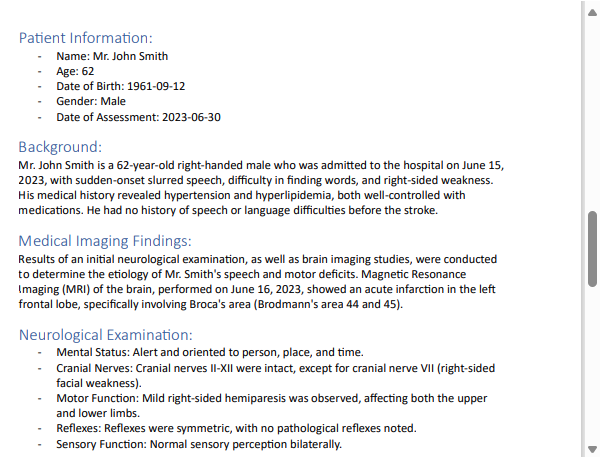 Patient Information:
- Name: Mr. John Smith
- Age: 62
- Date of Birth: 1961-09-12
- Gender: Male
- Date of Assessment: 2023-06-30
Background:
Mr. John Smith is a 62-year-old right-handed male who was admitted to the hospital on June 15,
2023, with sudden-onset slurred speech, difficulty in finding words, and right-sided weakness.
His medical history revealed hypertension and hyperlipidemia, both well-controlled with
medications. He had no history of speech or language difficulties before the stroke.
Medical Imaging Findings:
Results of an initial neurological examination, as well as brain imaging studies, were conducted
to determine the etiology of Mr. Smith's speech and motor deficits. Magnetic Resonance
Imaging (MRI) of the brain, performed on June 16, 2023, showed an acute infarction in the left
frontal lobe, specifically involving Broca's area (Brodmann's area 44 and 45).
Neurological Examination:
- Mental Status: Alert and oriented to person, place, and time.
- Cranial Nerves: Cranial nerves II-XII were intact, except for cranial nerve VII (right-sided
facial weakness).
- Motor Function: Mild right-sided hemiparesis was observed, affecting both the upper
and lower limbs.
- Reflexes: Reflexes were symmetric, with no pathological reflexes noted.
- Sensory Function: Normal sensory perception bilaterally.